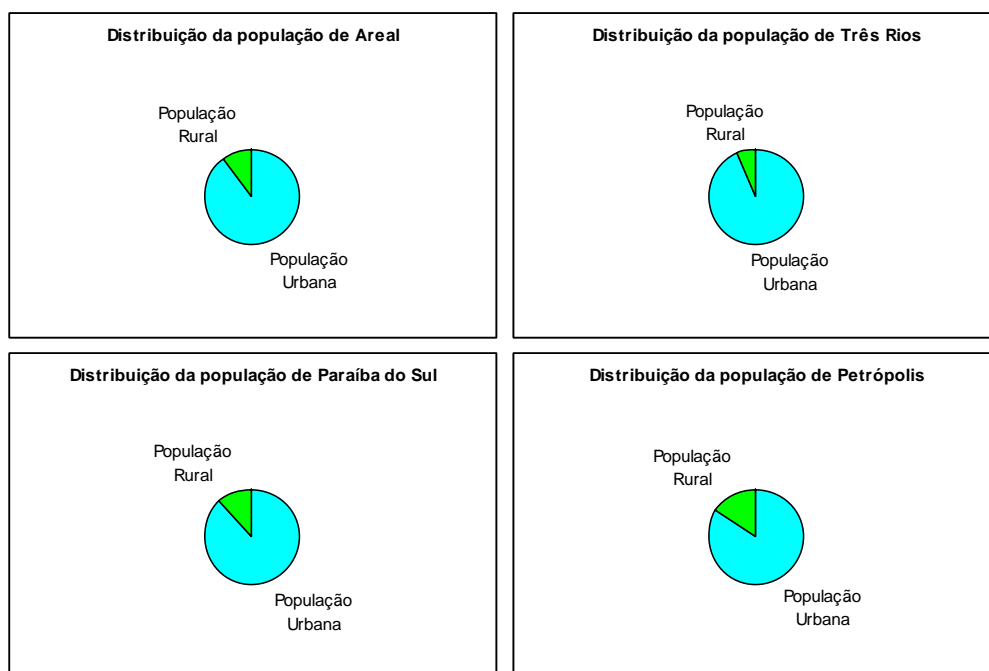 Distribuição da população de Areal
População
Rural
População
Urbana
Distribuição da população de Três Rios
População
Rural
População
Urbana
Distribuição da população de Paraíba do Sul
População
Rural
População
Urbana
Distribuição da população de Petrópolis
População
Rural
População
Urbana